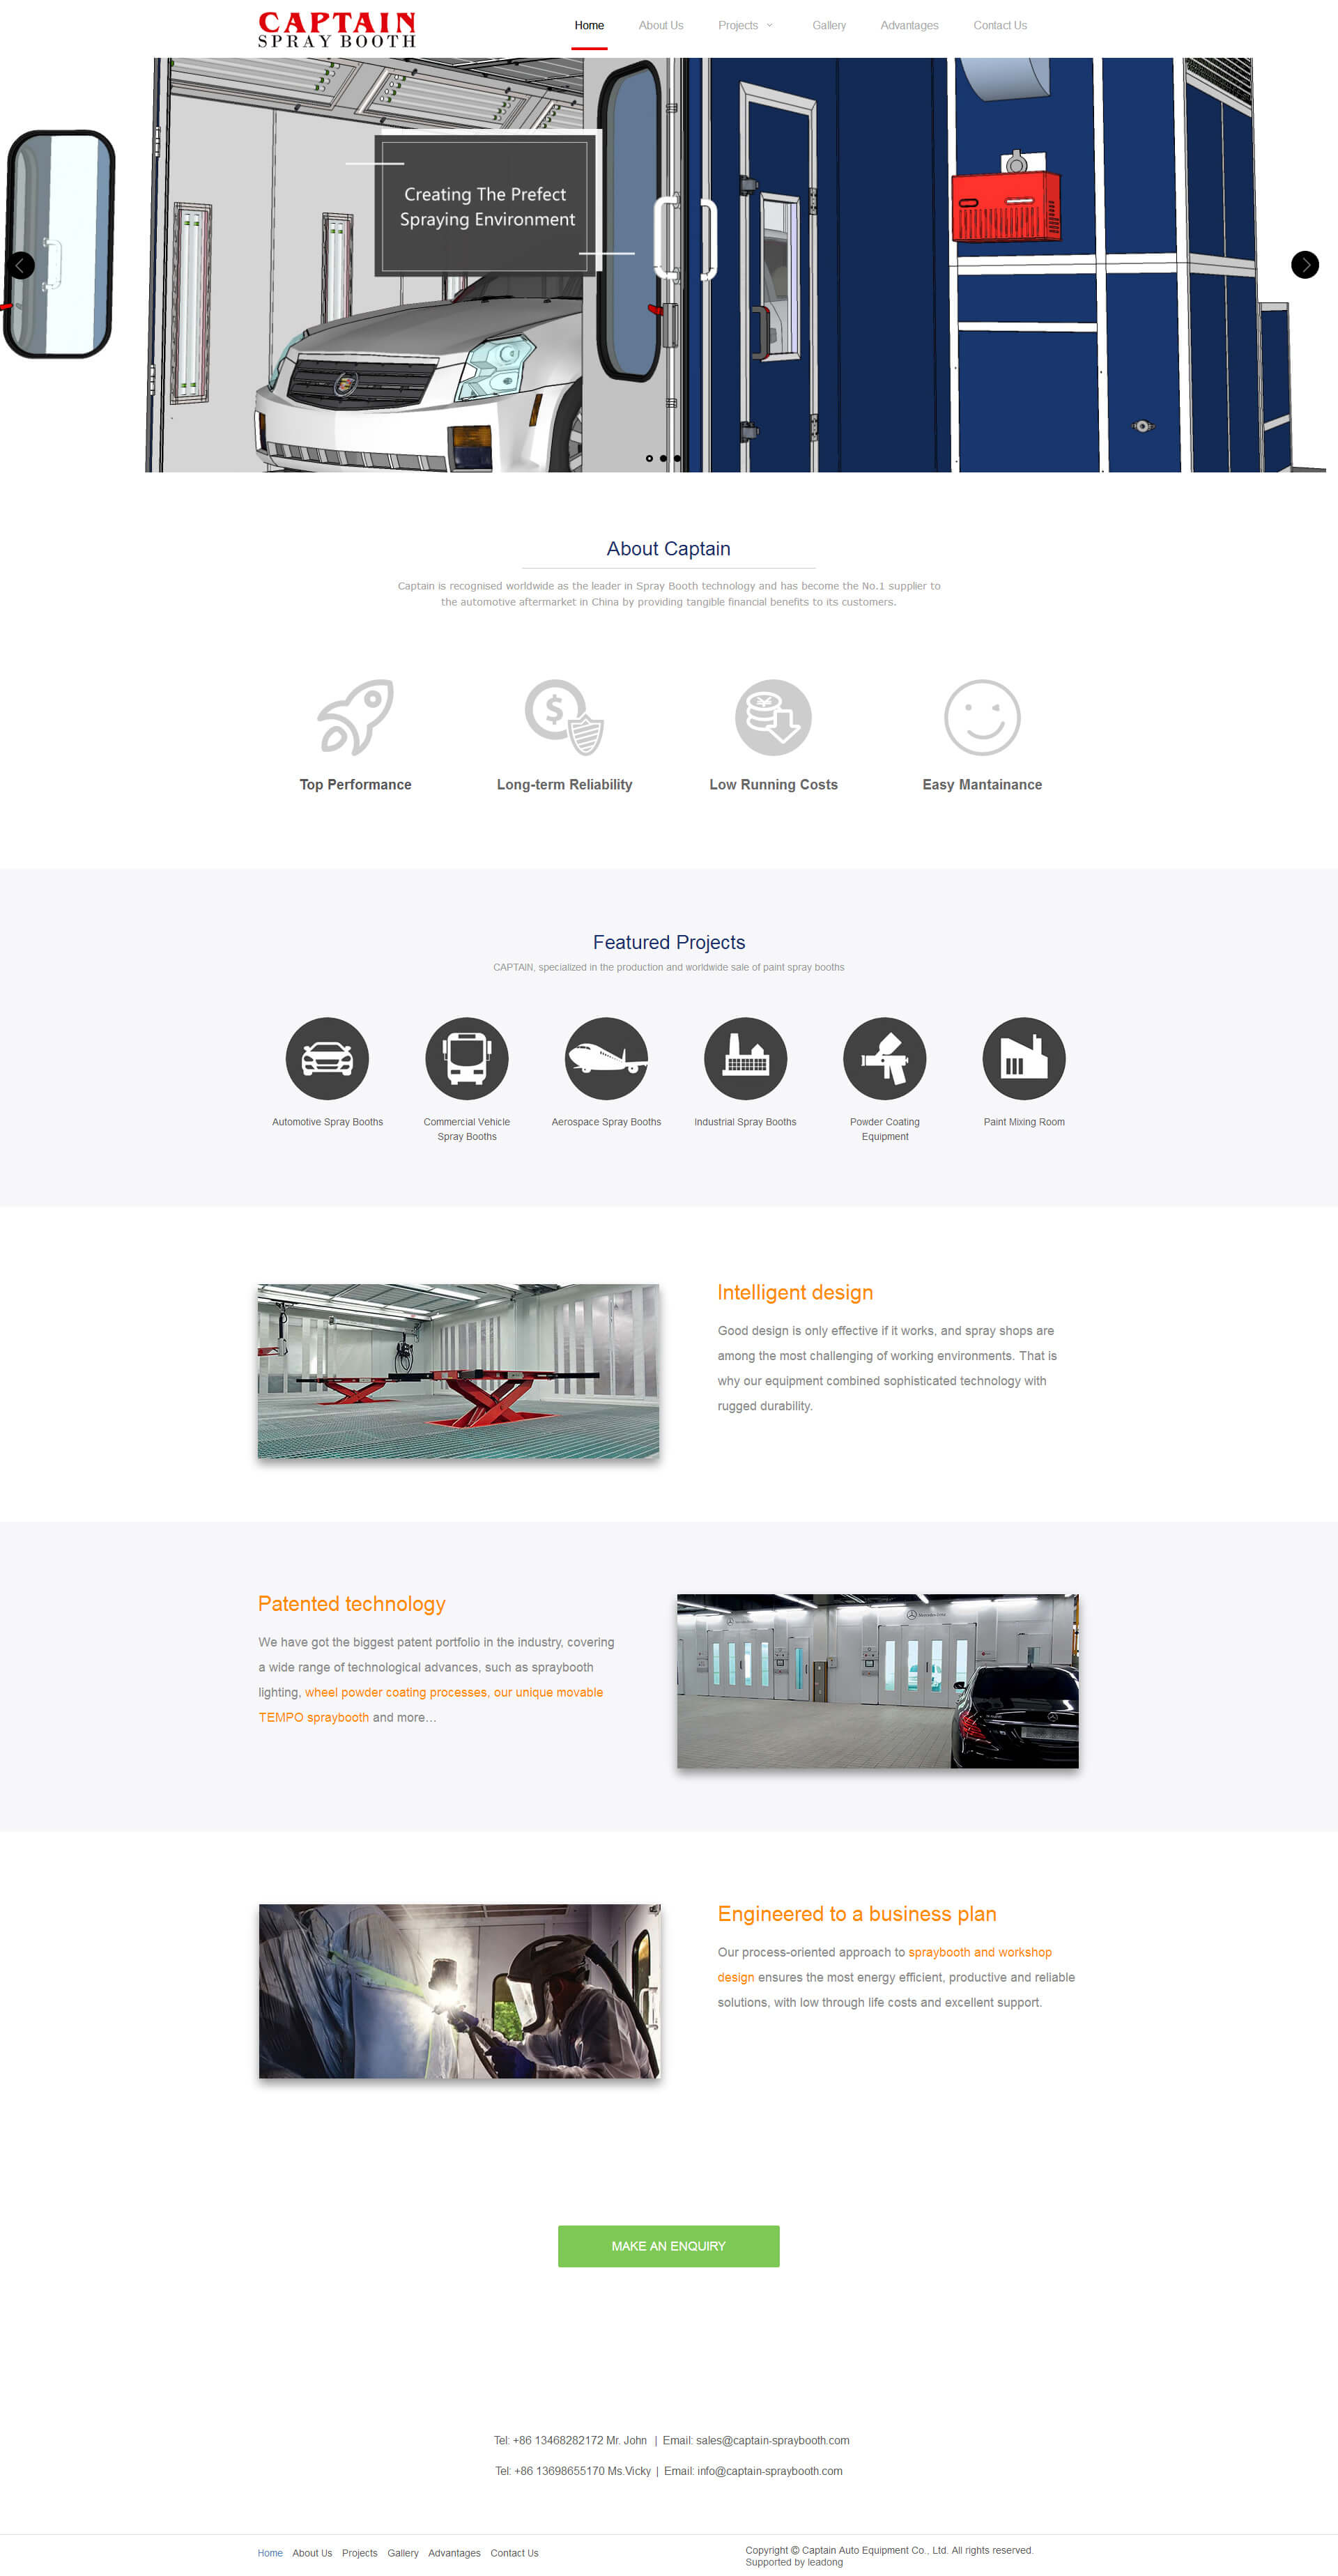 CAPTAIN
SPRAY BOOTH
Home About Us Projects Gallery Advantages Contact Us
Creating The Prefect
Spraying Environment
About Captain
Captain is recognised worldwide as the leader in Spray Booth technology and has become the No.1 supplier to
the automotive aftermarket in China by providing tangible financial benefits to its customers.
Top Performance
Long-term Reliability
Low Running Costs
Easy Mantainance
Featured Projects
CAPTAIN, specialized in the production and worldwide sale of paint spray booths
Automotive Spray Booths
Commercial Vehicle
Spray Booths
Aerospace Spray Booths
Industrial Spray Booths
Powder Coating
Equipment
Paint Mixing Room
Intelligent design
Good design is only effective if it works, and spray shops are
among the most challenging of working environments. That is
why our equipment combined sophisticated technology with
rugged durability.
Patented technology
We have got the biggest patent portfolio in the industry, covering
a wide range of technological advances, such as spraybooth
lighting, wheel powder coating processes, our unique movable
TEMPO spraybooth and more…
Engineered to a business plan
Our process-oriented approach to spraybooth and workshop
design ensures the most energy efficient, productive and reliable
solutions, with low through life costs and excellent support.
MAKE AN ENQUIRY
Tel: +86 13468282172 Mr. John | Email: sales@captain-spraybooth.com
Tel: +86 13698655170 Ms.Vicky | Email: info@captain-spraybooth.com
Home About Us Projects Gallery Advantages Contact Us
Copyright © Captain Auto Equipment Co., Ltd. All rights reserved.
Supported by leadong